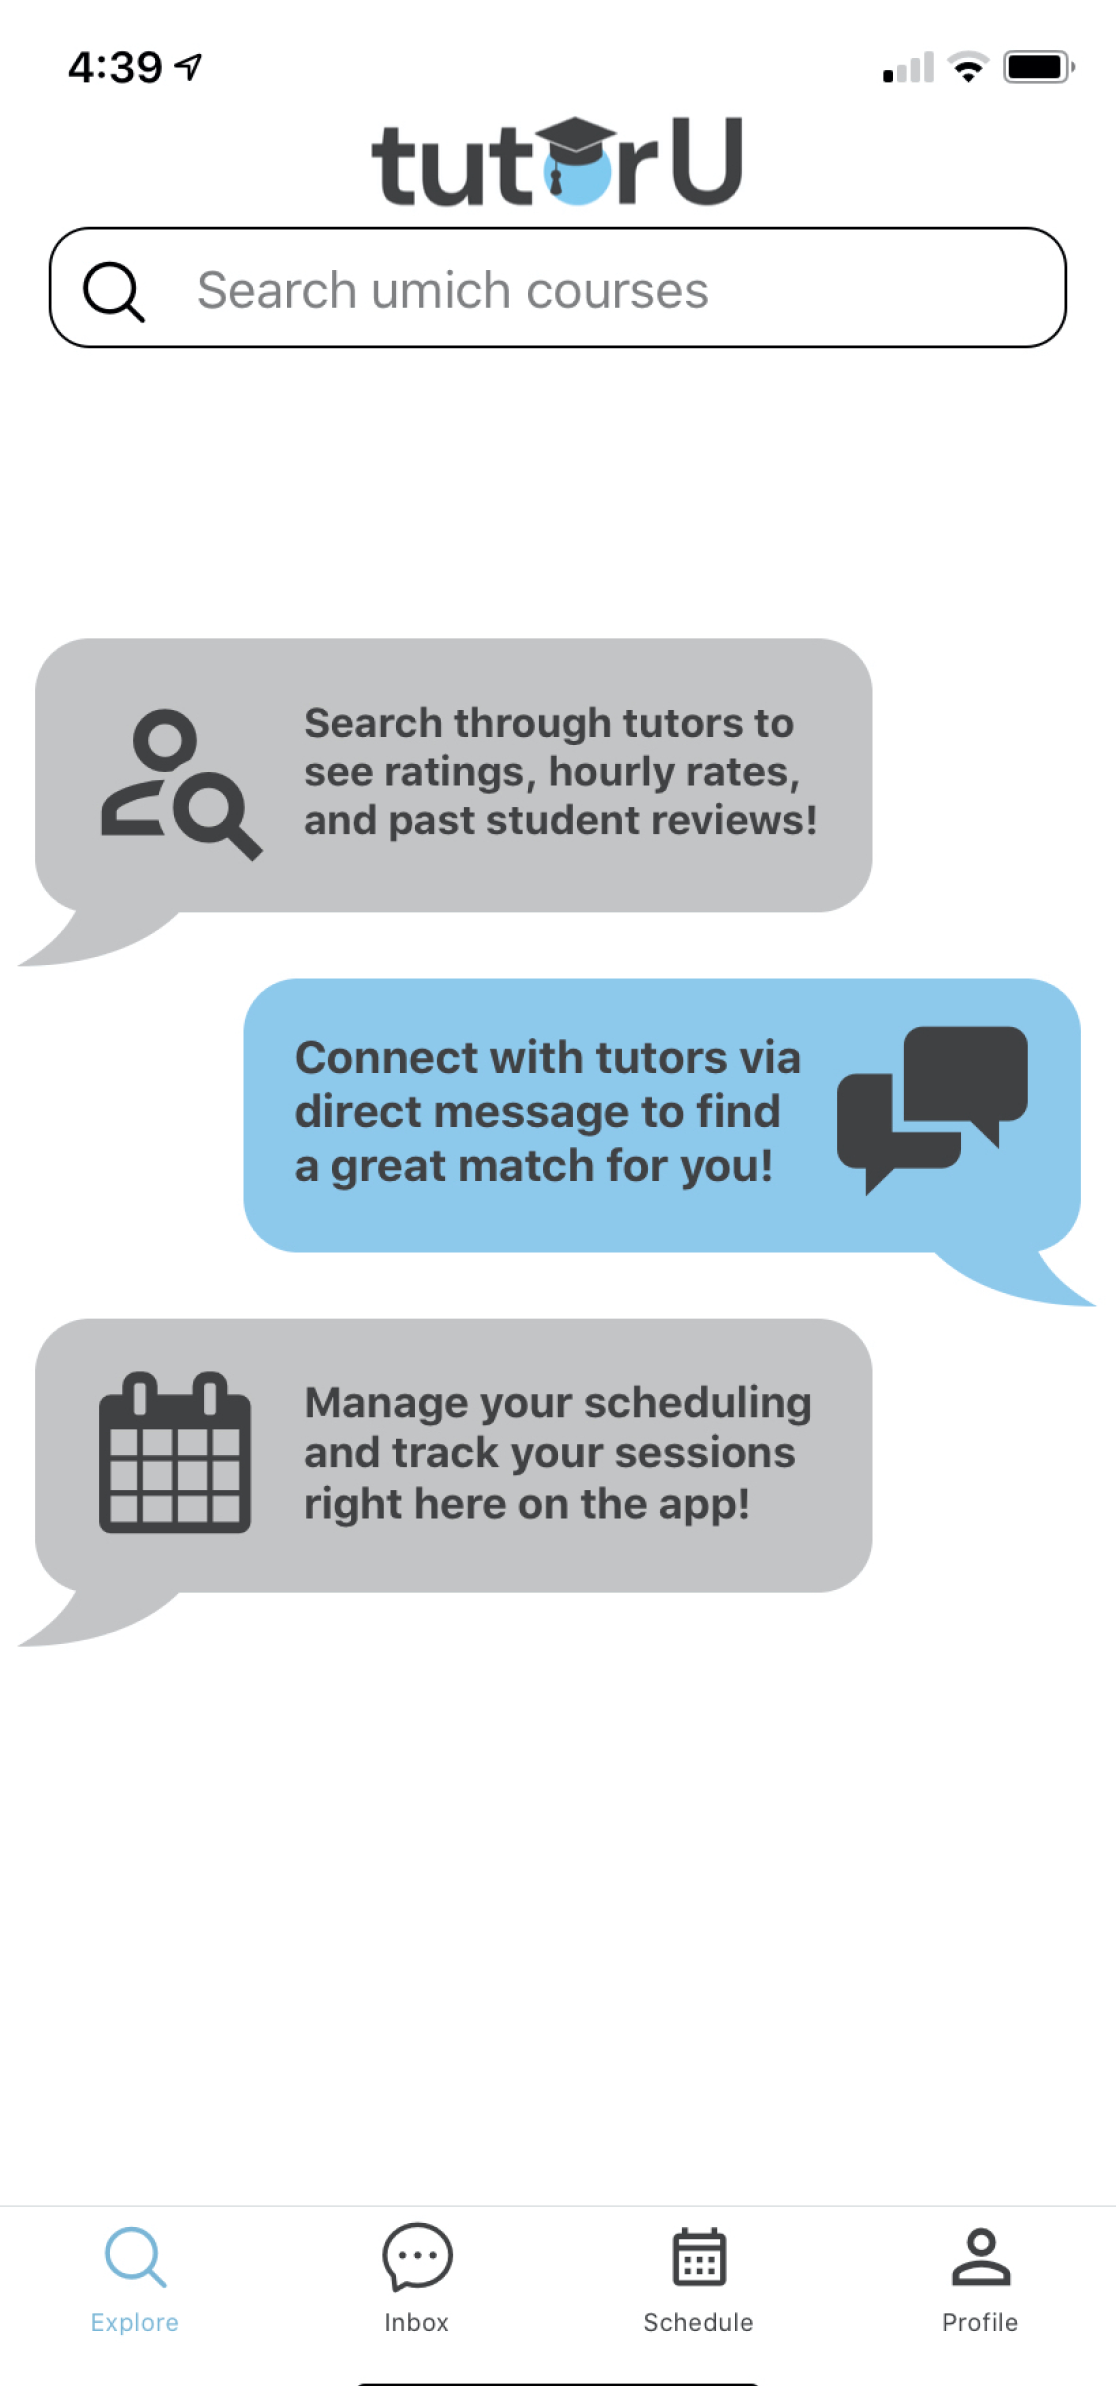 4:39
tutorU
Search umich courses
Search through tutors to
see ratings, hourly rates,
and past student reviews!
Connect with tutors via
direct message to find
a great match for you!
Manage your scheduling
and track your sessions
right here on the app!
Explore
Inbox
Schedule
Profile